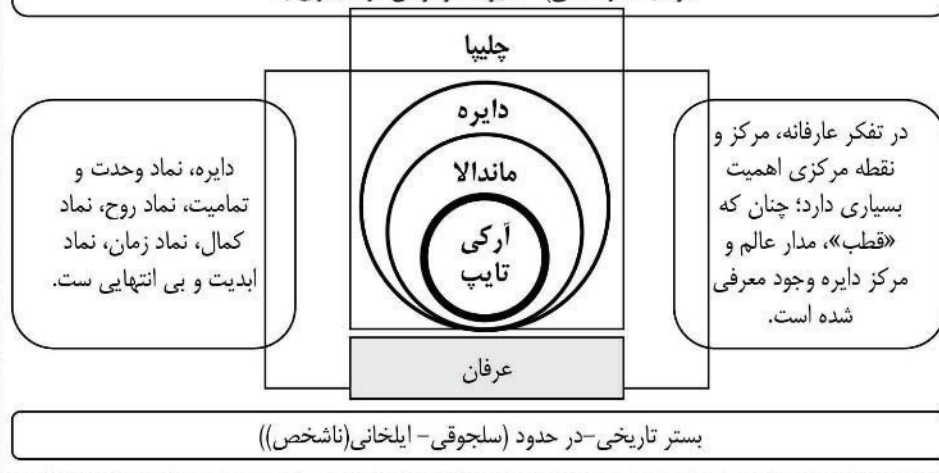 چلیپا
دایره
ماندالا
آرکی
تایپ
در تفکر عارفانه، مرکز و
نقطه مرکزی اهمیت
بسیاری دارد؛ چنان که
«قطب»، مدار عالم و
مرکز دایره وجود معرفی
شده است.
دایره، نماد وحدت و
تمامیت، نماد روح، نماد
کمال، نماد زمان، نماد
ابدیت و بی انتهایی ست.
عرفان
بستر تاریخی-در حدود (سلجوقی- ایلخانی(ناشخص))